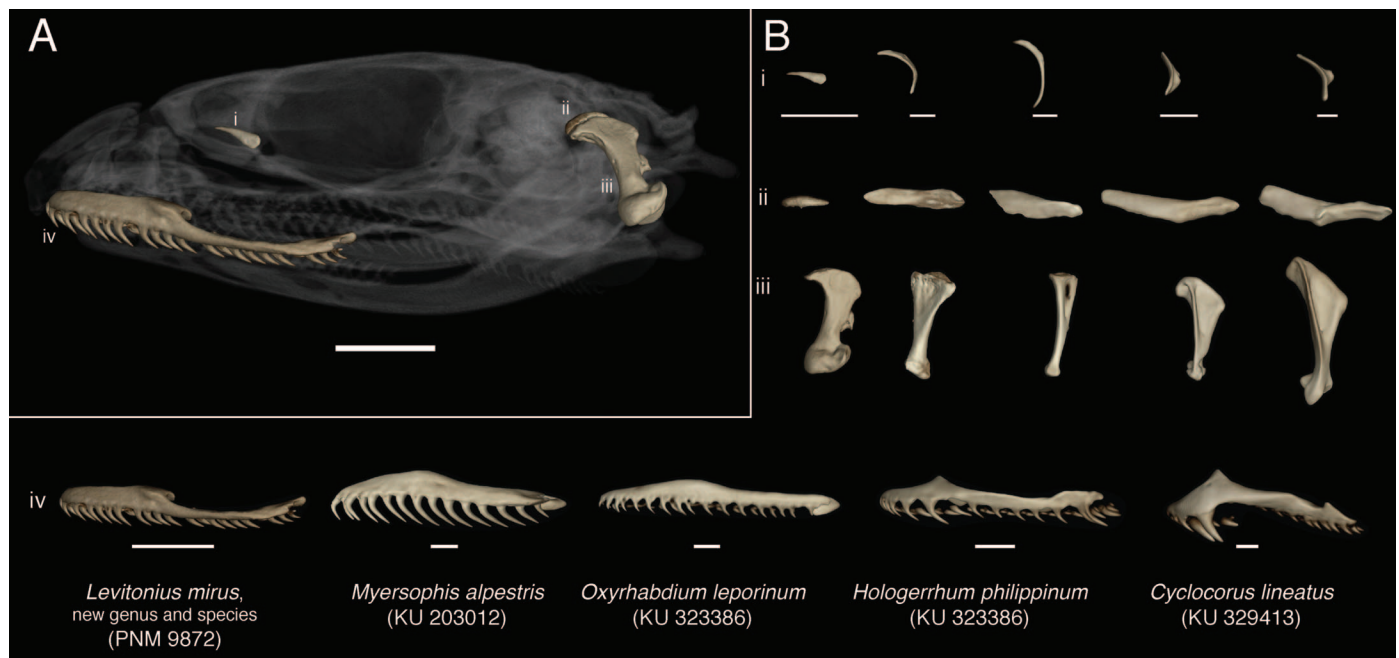 A
i
ii
iii
iv
B
i
ii
iii
iv
Levitonius mirus,
new genus and species
(PNM 9872)
Myersophis alpestris
(KU 203012)
Oxyrhabdium leporinum
(KU 323386)
Hologerrhum philippinum
(KU 323386)
Cyclocorus lineatus
(KU 329413)